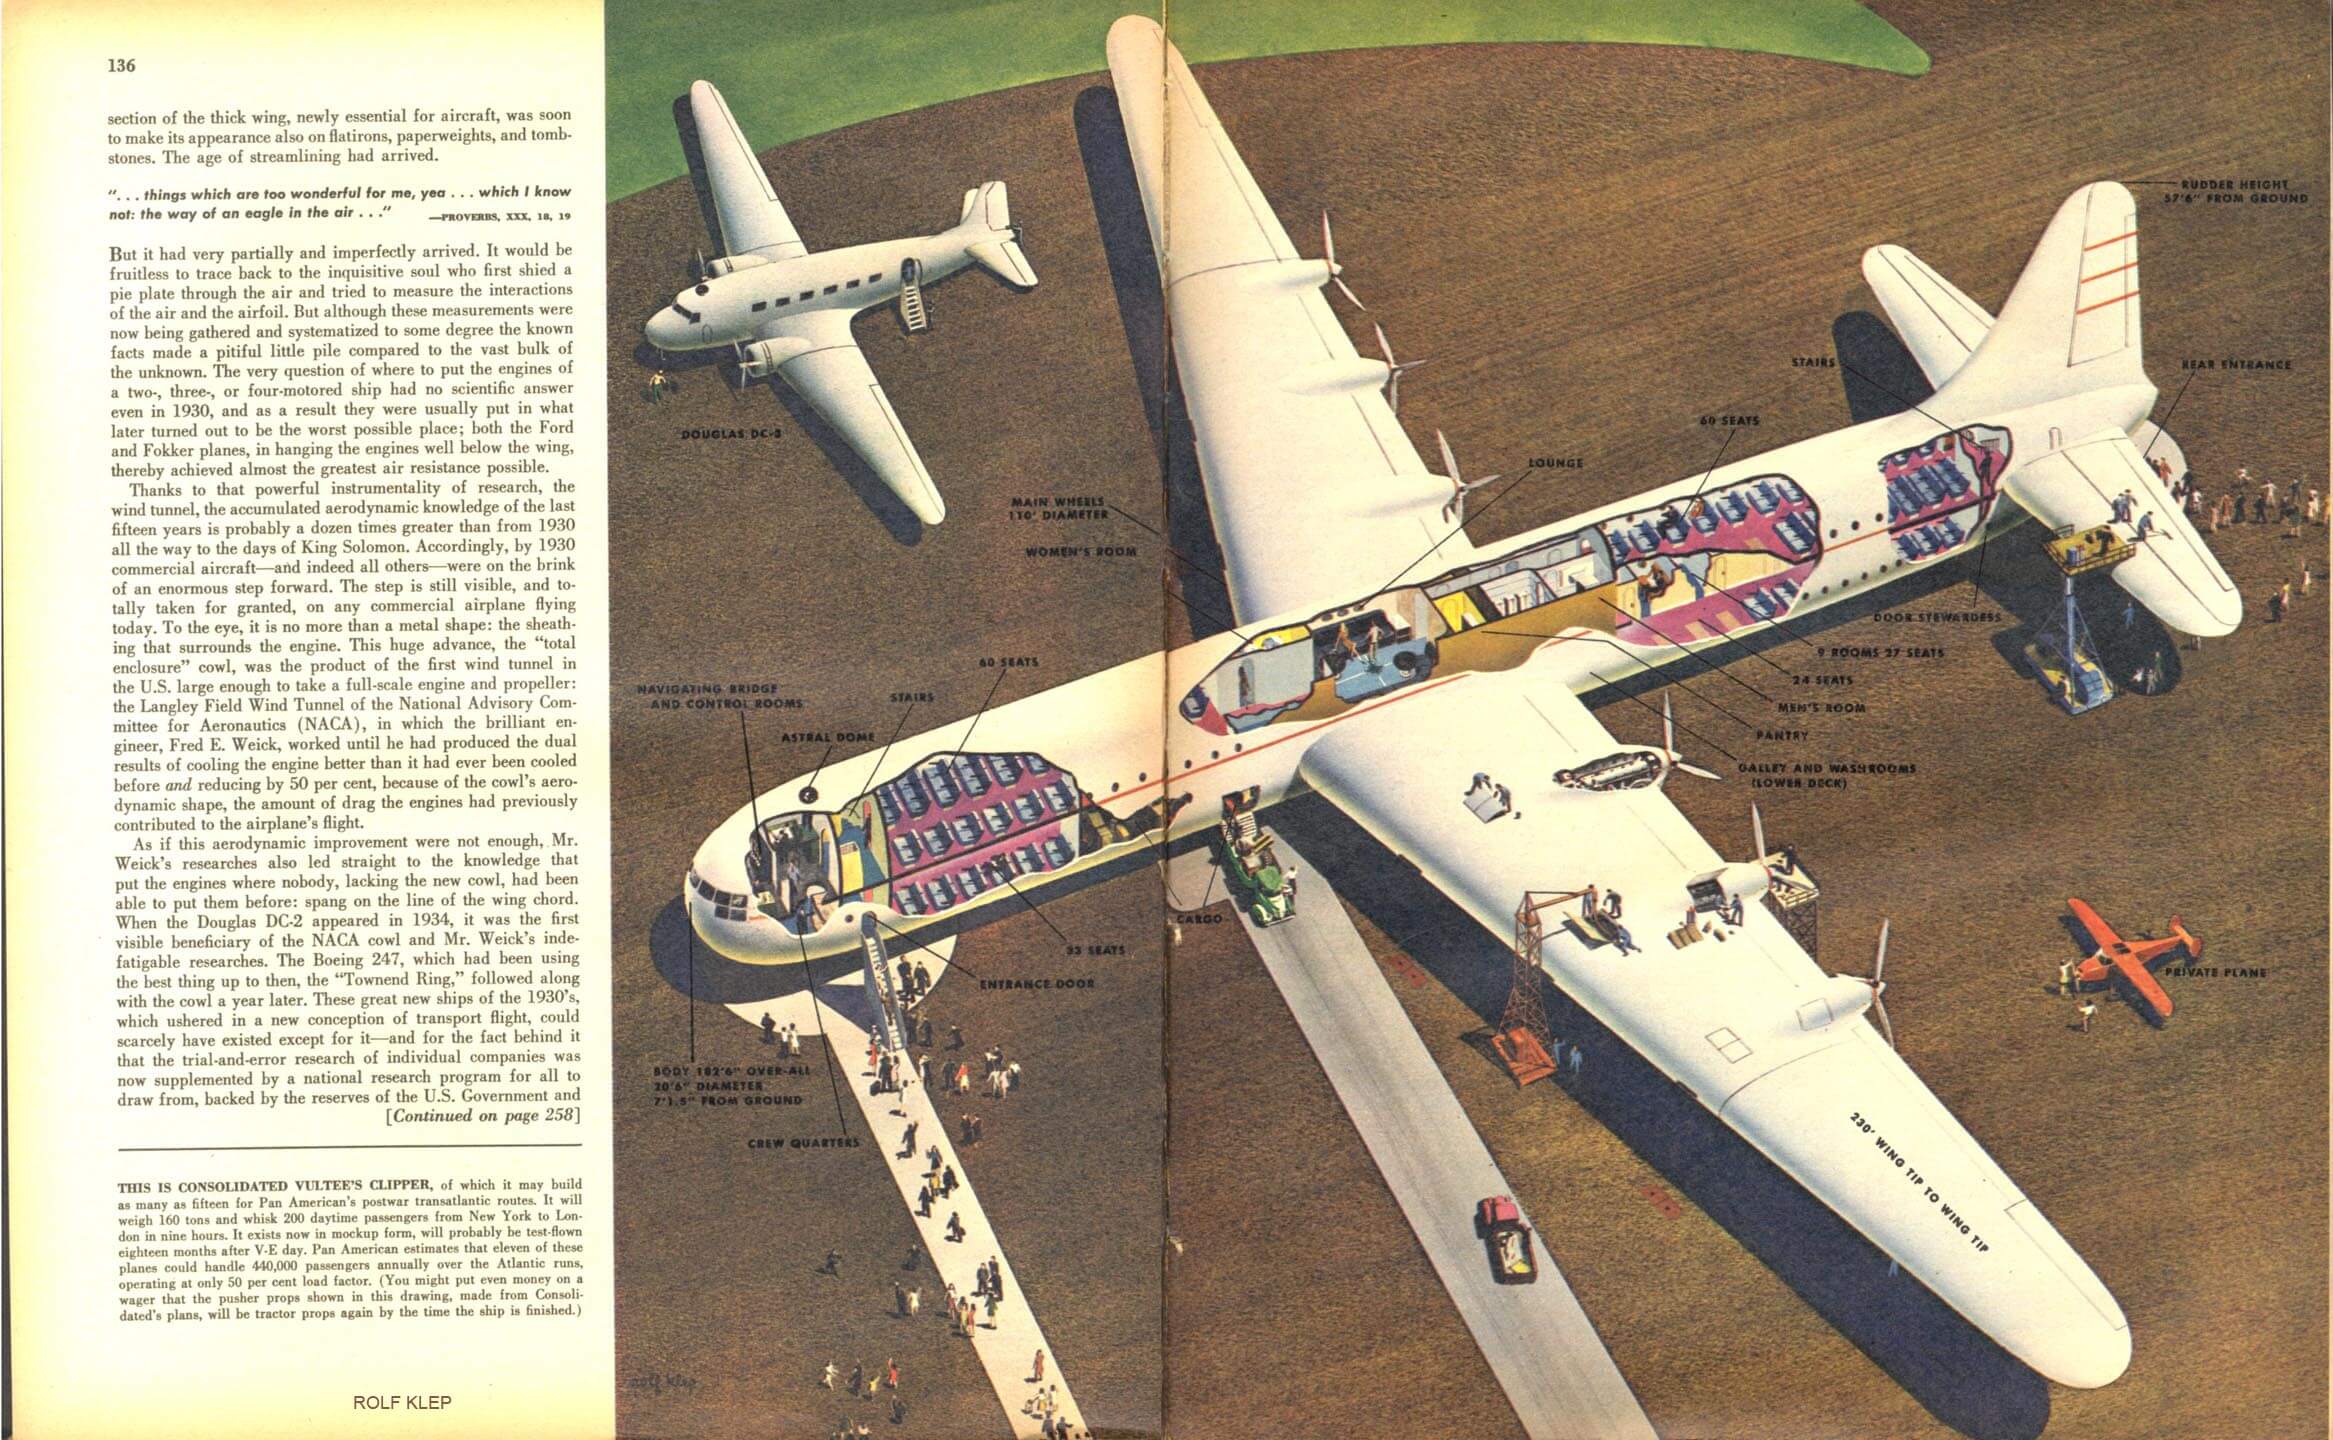 136
section of the thick wing, newly essential for aircraft, was soon
to make its appearance also on flatirons, paperweights, and tomb-
stones. The age of streamlining had arrived.
". . . things which are too wonderful for me, yea . . . which I know
not: the way of an eagle in the air . . ."
—PROVERBS, XXX, 18, 19
But it had very partially and imperfectly arrived. It would be
fruitless to trace back to the inquisitive soul who first shied a
pie plate through the air and tried to measure the interactions
of the air and the airfoil. But although these measurements were
now being gathered and systematized to some degree the known
facts made a pitiful little pile compared to the vast bulk of
the unknown. The very question of where to put the engines of
a two-, three-, or four-motored ship had no scientific answer
even in 1930, and as a result they were usually put in what
later turned out to be the worst possible place; both the Ford
and Fokker planes, in hanging the engines well below the wing,
thereby achieved almost the greatest air resistance possible.
Thanks to that powerful instrumentality of research, the
wind tunnel, the accumulated aerodynamic knowledge of the last
fifteen years is probably a dozen times greater than from 1930
all the way to the days of King Solomon. Accordingly, by 1930
commercial aircraft—and indeed all others—were on the brink
of an enormous step forward. The step is still visible, and to-
tally taken for granted, on any commercial airplane flying
today. To the eye, it is no more than a metal shape: the sheath-
ing that surrounds the engine. This huge advance, the "total
enclosure" cowl, was the product of the first wind tunnel in
the U.S. large enough to take a full-scale engine and propeller:
the Langley Field Wind Tunnel of the National Advisory Com-
mittee for Aeronautics (NACA), in which the brilliant en-
gineer, Fred E. Weick, worked until he had produced the dual
results of cooling the engine better than it had ever been cooled
before and reducing by 50 per cent, because of the cowl's aero-
dynamic shape, the amount of drag the engines had previously
contributed to the airplane's flight.
As if this aerodynamic improvement were not enough, Mr.
Weick's researches also led straight to the knowledge that
put the engines where nobody, lacking the new cowl, had been
able to put them before: spang on the line of the wing chord.
When the Douglas DC-2 appeared in 1934, it was the first
visible beneficiary of the NACA cowl and Mr. Weick's inde-
fatigable researches. The Boeing 247, which had been using
the best thing up to then, the "Townend Ring," followed along
with the cowl a year later. These great new ships of the 1930's,
which ushered in a new conception of transport flight, could
scarcely have existed except for it—and for the fact behind it
that the trial-and-error research of individual companies was
now supplemented by a national research program for all to
draw from, backed by the reserves of the U.S. Government and
[Continued on page 258]
THIS IS CONSOLIDATED VULTEE'S CLIPPER, of which it may build
as many as fifteen for Pan American's postwar transatlantic routes. It will
weigh 160 tons and whisk 200 daytime passengers from New York to Lon-
don in nine hours. It exists now in mockup form, will probably be test-flown
eighteen months after V-E day. Pan American estimates that eleven of these
planes could handle 440,000 passengers annually over the Atlantic runs,
operating at only 50 per cent load factor. (You might put even money on a
wager that the pusher props shown in this drawing, made from Consoli-
dated's plans, will be tractor props again by the time the ship is finished.)
ROLF KLEP
DOUGLAS DC-3
MAIN WHEELS
110' DIAMETER
WOMEN'S ROOM
LOUNGE
60 SEATS
STAIRS
RUDDER HEIGHT
57'6" FROM GROUND
REAR ENTRANCE
60 SEATS
STAIRS
NAVIGATING BRIDGE
AND CONTROL ROOMS
ASTRAL DOME
DOOR STEWARDESS
9 ROOMS 27 SEATS
24 SEATS
MEN'S ROOM
PANTRY
GALLEY AND WASHROOMS
(LOWER DECK)
CARGO
33 SEATS
ENTRANCE DOOR
PRIVATE PLANE
BODY 182'6" OVER-ALL
20'6" DIAMETER
7'1.5" FROM GROUND
CREW QUARTERS
230' WING TIP TO WING TIP
rolf klep